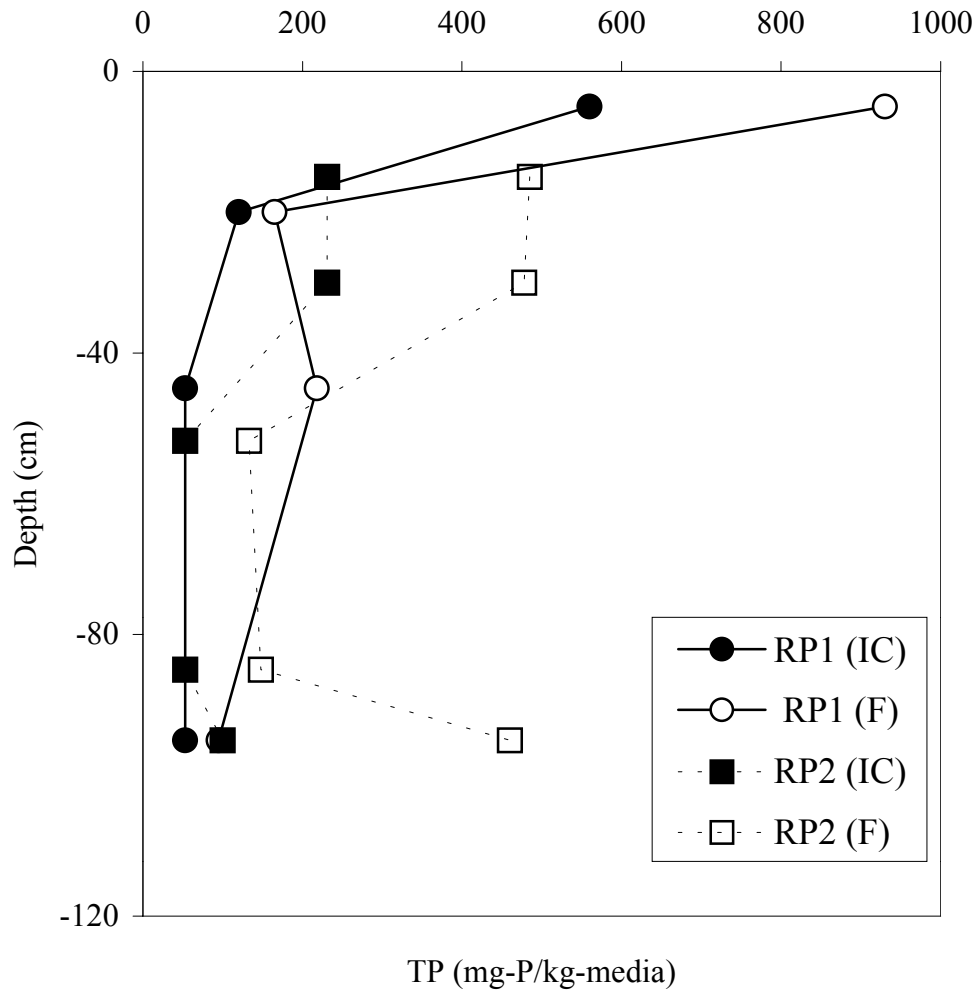 0 200 400 600 800 1000
0
-40
-80
-120
Depth (cm)
RP1 (IC)
RP1 (F)
RP2 (IC)
RP2 (F)
TP (mg-P/kg-media)